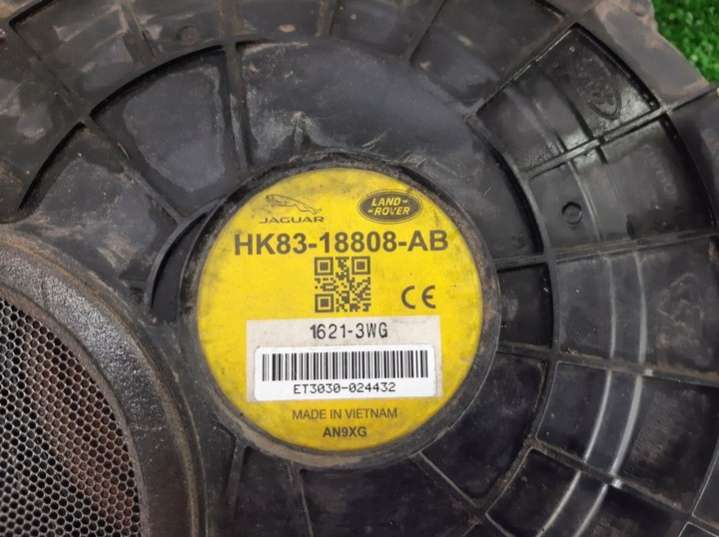 JAGUAR
LAND
ROVER
HK83-18808-AB
CE
1621-3WG
ET3030-024432
MADE IN VIETNAM
AN9XG